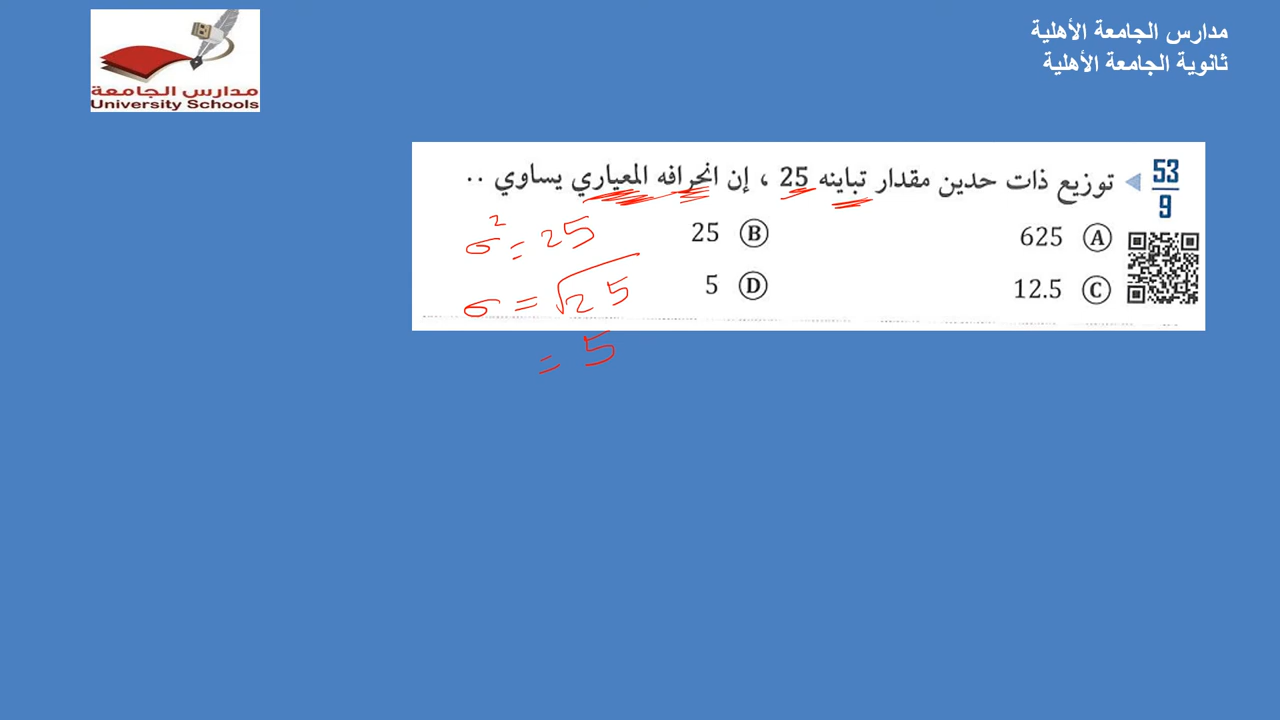 مدارس الجامعة الأهلية
ثانوية الجامعة الأهلية
مدارس الجامعة
University Schools
53/9 توزيع ذات حدين مقدار تباينه 25 ، إن انحرافه المعياري يساوي ..
A 625
B 25
C 12.5
D 5
σ² = 25
σ = √25
= 5